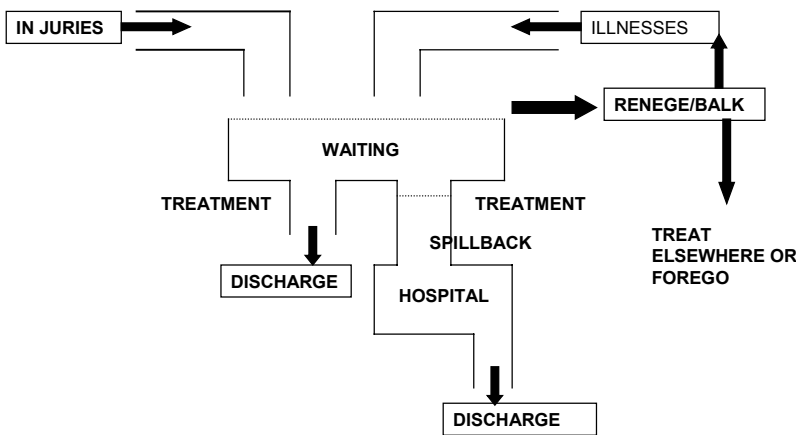 IN JURIES
ILLNESSES
RENEGE/BALK
WAITING
TREATMENT
TREATMENT
SPILLBACK
TREAT
ELSEWHERE OR
FOREGO
DISCHARGE
HOSPITAL
DISCHARGE